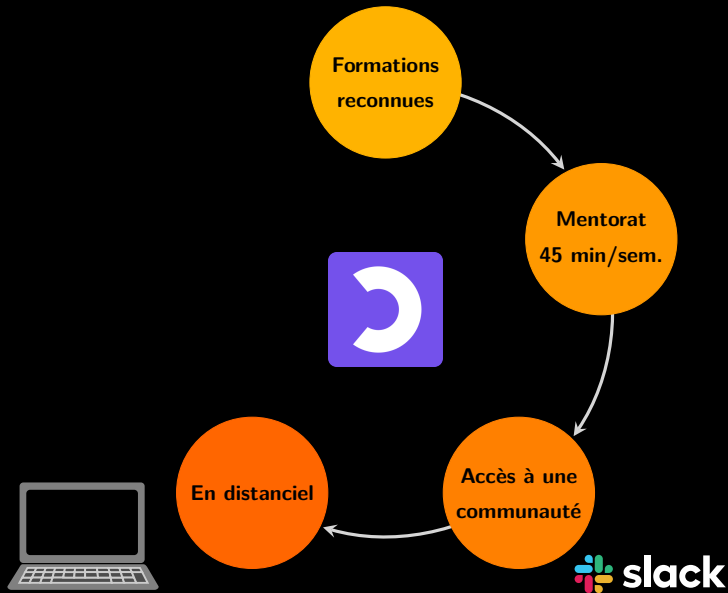 Formations
reconnues
Mentorat
45 min/sem.
Accès à une
communauté
En distanciel
slack